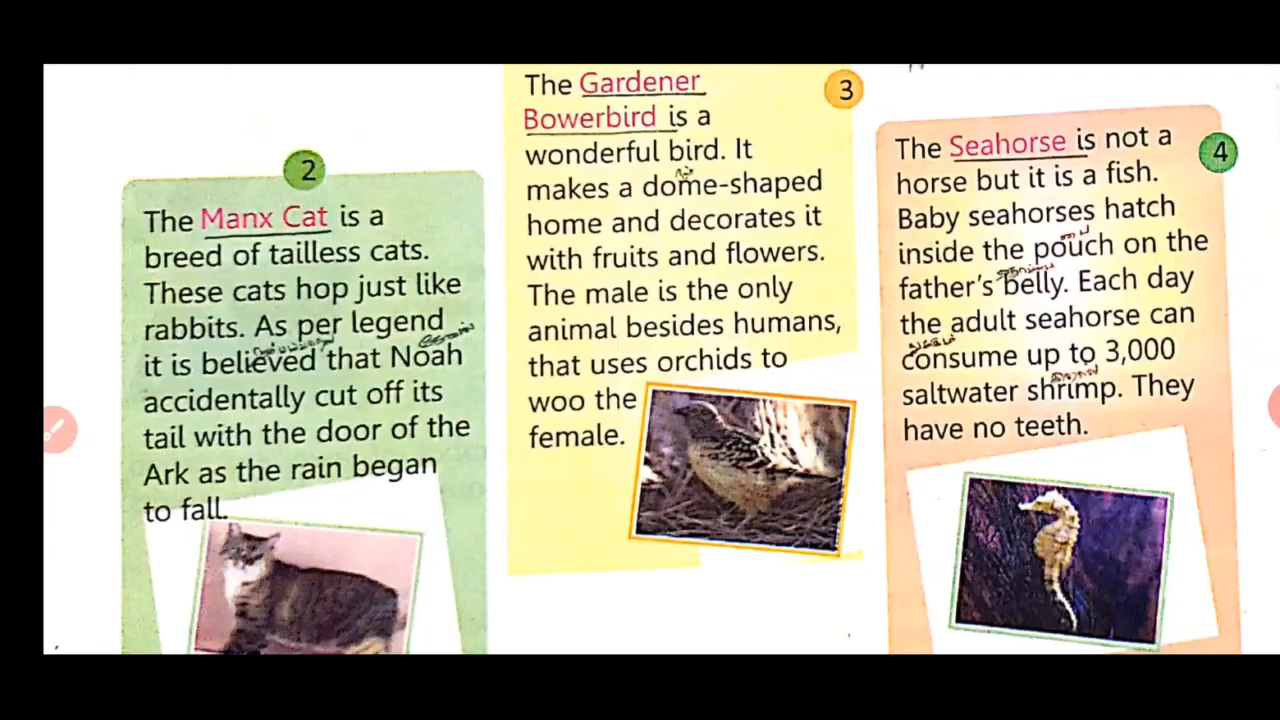 2
The Manx Cat is a
breed of tailless cats.
These cats hop just like
rabbits. As per legend
it is believed that Noah
accidentally cut off its
tail with the door of the
Ark as the rain began
to fall.
3
The Gardener
Bowerbird is a
wonderful bird. It
makes a dome-shaped
home and decorates it
with fruits and flowers.
The male is the only
animal besides humans,
that uses orchids to
woo the
female.
4
The Seahorse is not a
horse but it is a fish.
Baby seahorses hatch
inside the pouch on the
father's belly. Each day
the adult seahorse can
consume up to 3,000
saltwater shrimp. They
have no teeth.